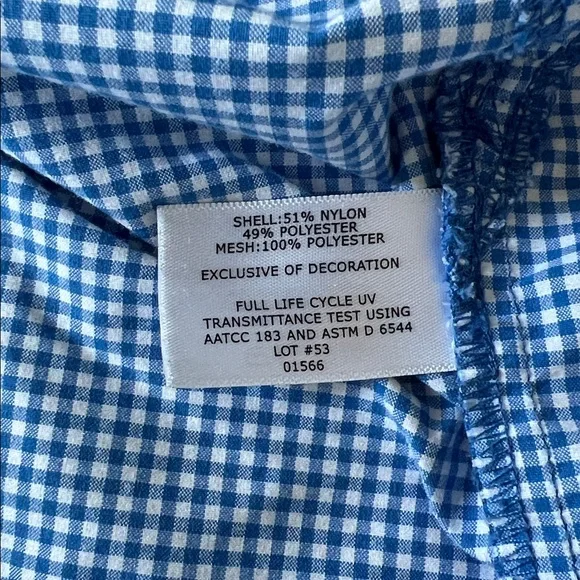 SHELL:51% NYLON
49% POLYESTER
MESH:100% POLYESTER
EXCLUSIVE OF DECORATION
FULL LIFE CYCLE UV
TRANSMITTANCE TEST USING
AATCC 183 AND ASTM D 6544
LOT #53
01566